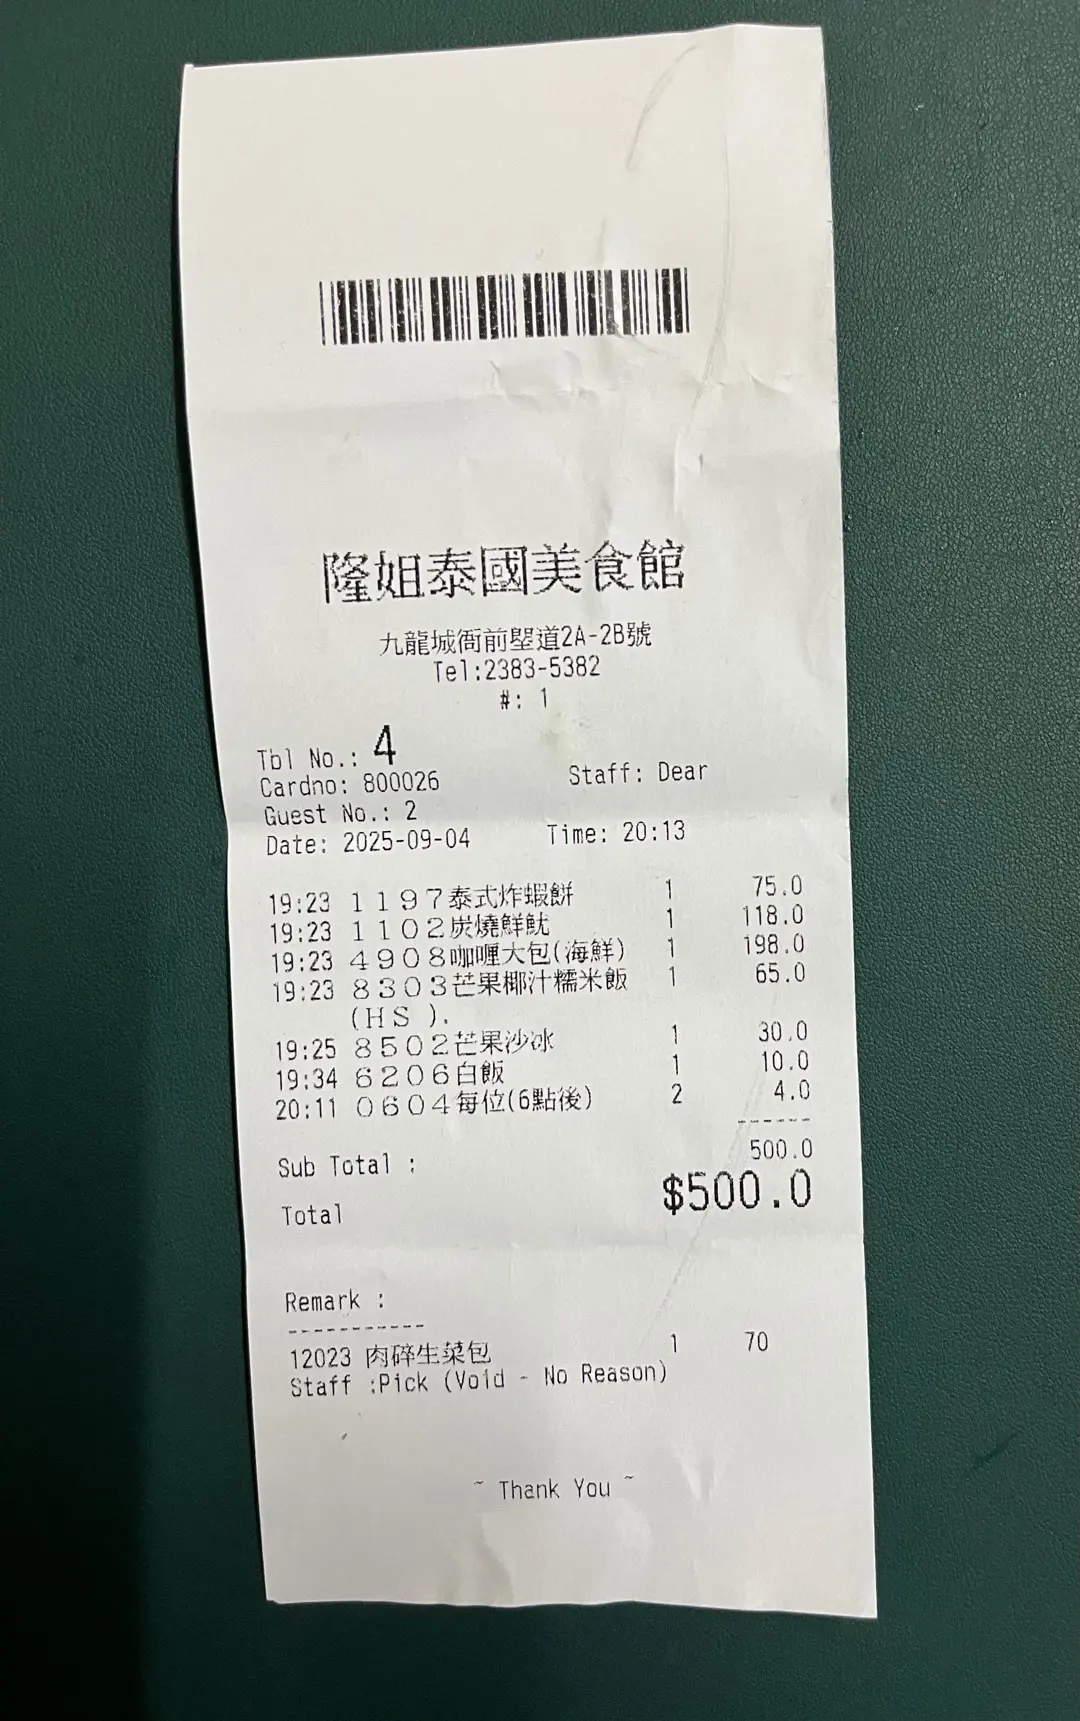 隆姐泰國美食館
九龍城衙前塱道2A-2B號
Tel:2383-5382
#: 1
Tbl No.: 4
Cardno: 800026 Staff: Dear
Guest No.: 2
Date: 2025-09-04 Time: 20:13
19:23 1197泰式炸蝦餅 1 75.0
19:23 1102炭燒鮮魷 1 118.0
19:23 4908咖喱大包(海鮮) 1 198.0
19:23 8303芒果椰汁糯米飯 1 65.0
(HS ).
19:25 8502芒果沙冰 1 30.0
19:34 6206白飯 1 10.0
20:11 0604每位(6點後) 2 4.0
------
Sub Total : 500.0
Total $500.0
Remark :
-----------
12023 肉碎生菜包 1 70
Staff :Pick (Void - No Reason)
~ Thank You ~